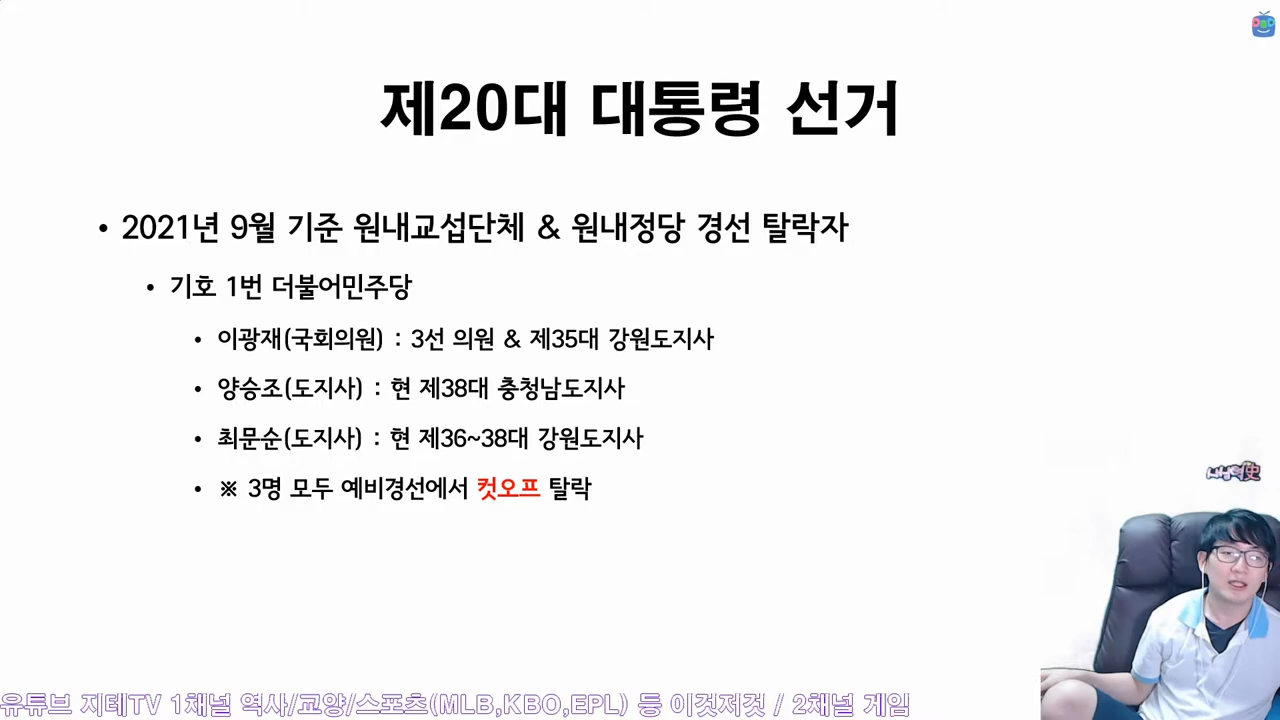 제20대 대통령 선거
• 2021년 9월 기준 원내교섭단체 & 원내정당 경선 탈락자
• 기호 1번 더불어민주당
• 이광재(국회의원) : 3선 의원 & 제35대 강원도지사
• 양승조(도지사) : 현 제38대 충청남도지사
• 최문순(도지사) : 현 제36~38대 강원도지사
• ※ 3명 모두 예비경선에서 컷오프 탈락
유튜브 지테TV 1채널 역사/교양/스포츠(MLB,KBO,EPL) 등 이것저것 / 2채널 게임